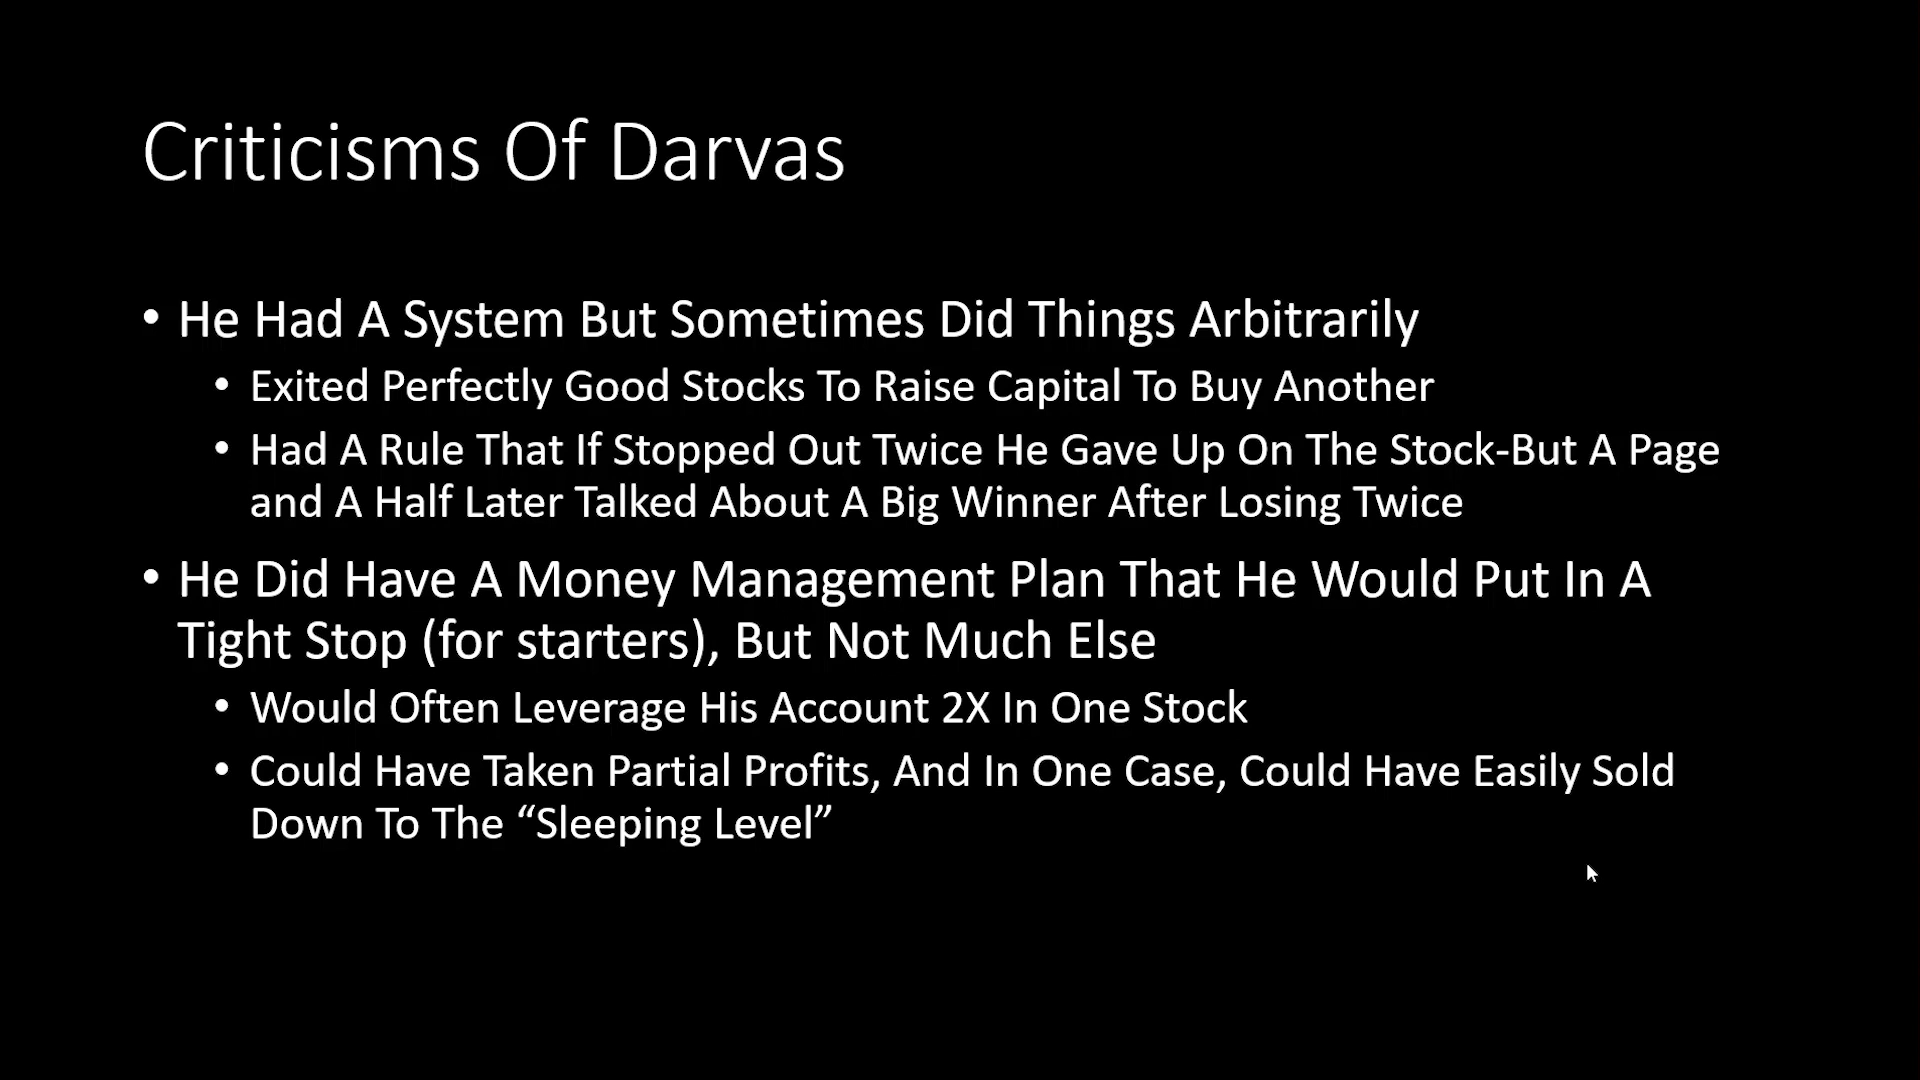 Criticisms Of Darvas
• He Had A System But Sometimes Did Things Arbitrarily
• Exited Perfectly Good Stocks To Raise Capital To Buy Another
• Had A Rule That If Stopped Out Twice He Gave Up On The Stock-But A Page
and A Half Later Talked About A Big Winner After Losing Twice
• He Did Have A Money Management Plan That He Would Put In A
Tight Stop (for starters), But Not Much Else
• Would Often Leverage His Account 2X In One Stock
• Could Have Taken Partial Profits, And In One Case, Could Have Easily Sold
Down To The “Sleeping Level”